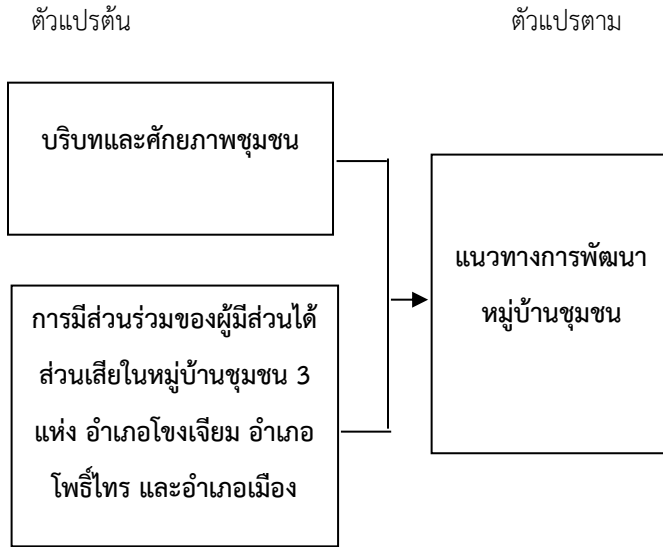 ตัวแปรต้น
ตัวแปรตาม
บริบทและศักยภาพชุมชน
การมีส่วนร่วมของผู้มีส่วนได้
ส่วนเสียในหมู่บ้านชุมชน 3
แห่ง อำเภอโขงเจียม อำเภอ
โพธิ์ไทร และอำเภอเมือง
แนวทางการพัฒนา
หมู่บ้านชุมชน